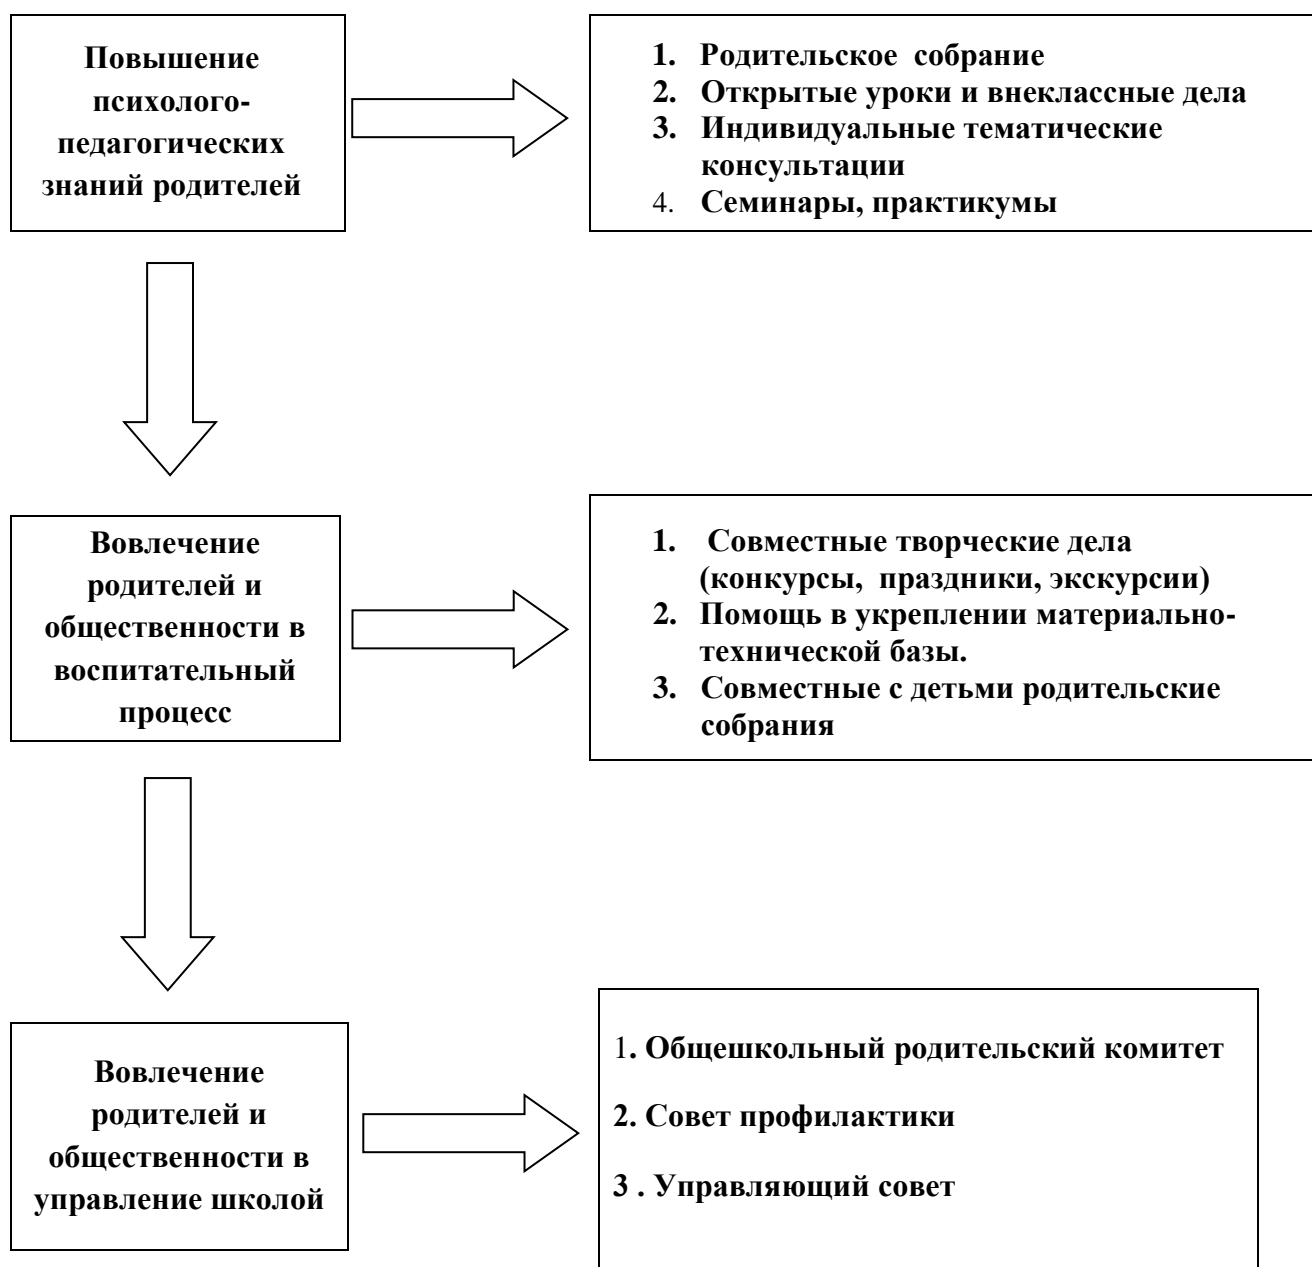 Повышение
психолого-
педагогических
знаний родителей
1. Родительское собрание
2. Открытые уроки и внеклассные дела
3. Индивидуальные тематические
консультации
4. Семинары, практикумы
Вовлечение
родителей и
общественности в
воспитательный
процесс
1. Совместные творческие дела
(конкурсы, праздники, экскурсии)
2. Помощь в укреплении материально-
технической базы.
3. Совместные с детьми родительские
собрания
Вовлечение
родителей и
общественности в
управление школой
1. Общешкольный родительский комитет
2. Совет профилактики
3 . Управляющий совет